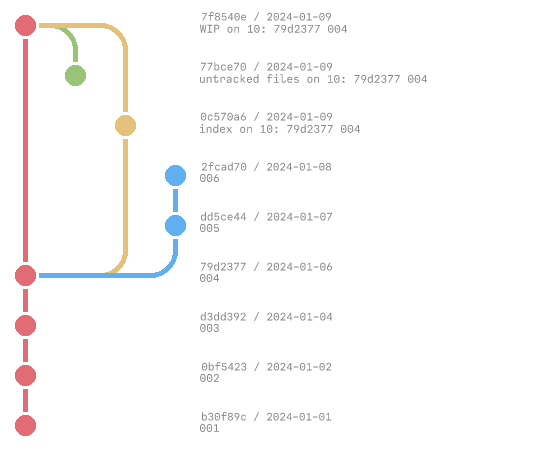 7f8540e / 2024-01-09
WIP on 10: 79d2377 004
77bce70 / 2024-01-09
untracked files on 10: 79d2377 004
0c570a6 / 2024-01-09
index on 10: 79d2377 004
2fcad70 / 2024-01-08
006
dd5ce44 / 2024-01-07
005
79d2377 / 2024-01-06
004
d3dd392 / 2024-01-04
003
0bf5423 / 2024-01-02
002
b30f89c / 2024-01-01
001